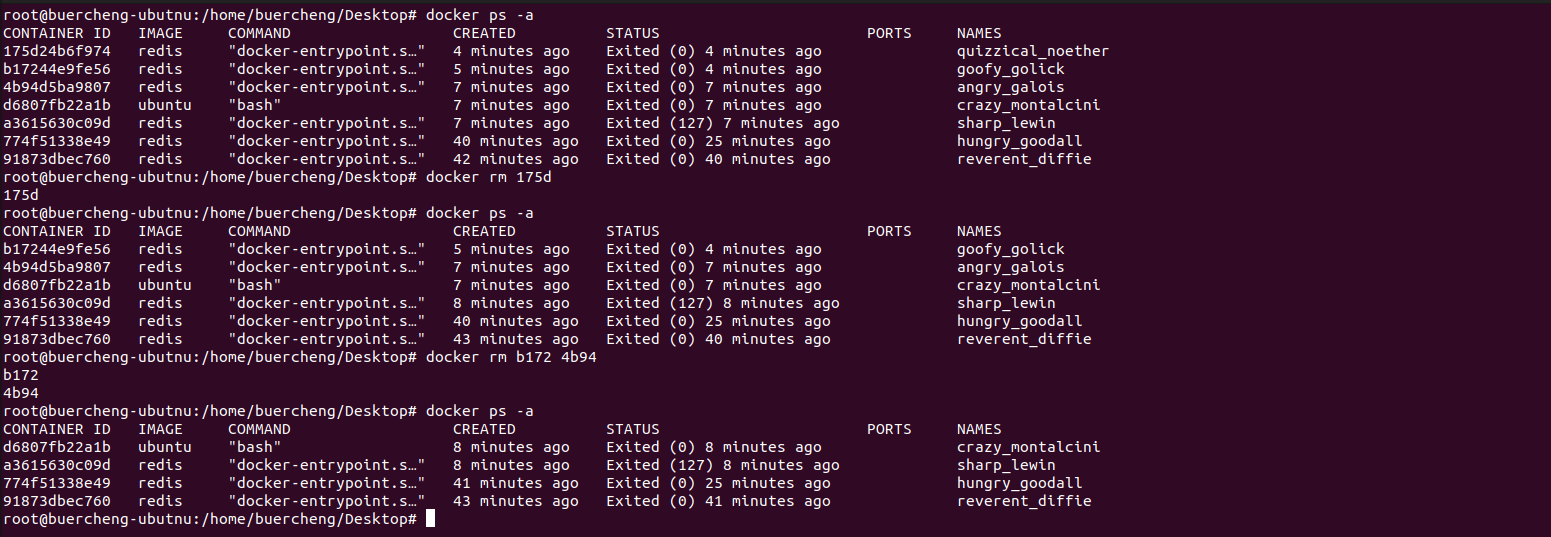 root@buercheng-ubutnu:/home/buercheng/Desktop# docker ps -a
CONTAINER ID   IMAGE     COMMAND                  CREATED          STATUS                       PORTS     NAMES
175d24b6f974   redis     "docker-entrypoint.s…"   4 minutes ago    Exited (0) 4 minutes ago               quizzical_noether
b17244e9fe56   redis     "docker-entrypoint.s…"   5 minutes ago    Exited (0) 4 minutes ago               goofy_golick
4b94d5ba9807   redis     "docker-entrypoint.s…"   7 minutes ago    Exited (0) 7 minutes ago               angry_galois
d6807fb22a1b   ubuntu    "bash"                   7 minutes ago    Exited (0) 7 minutes ago               crazy_montalcini
a3615630c09d   redis     "docker-entrypoint.s…"   7 minutes ago    Exited (127) 7 minutes ago             sharp_lewin
774f51338e49   redis     "docker-entrypoint.s…"   40 minutes ago   Exited (0) 25 minutes ago              hungry_goodall
91873dbec760   redis     "docker-entrypoint.s…"   42 minutes ago   Exited (0) 40 minutes ago              reverent_diffie
root@buercheng-ubutnu:/home/buercheng/Desktop# docker rm 175d
175d
root@buercheng-ubutnu:/home/buercheng/Desktop# docker ps -a
CONTAINER ID   IMAGE     COMMAND                  CREATED          STATUS                       PORTS     NAMES
b17244e9fe56   redis     "docker-entrypoint.s…"   5 minutes ago    Exited (0) 4 minutes ago               goofy_golick
4b94d5ba9807   redis     "docker-entrypoint.s…"   7 minutes ago    Exited (0) 7 minutes ago               angry_galois
d6807fb22a1b   ubuntu    "bash"                   7 minutes ago    Exited (0) 7 minutes ago               crazy_montalcini
a3615630c09d   redis     "docker-entrypoint.s…"   8 minutes ago    Exited (127) 8 minutes ago             sharp_lewin
774f51338e49   redis     "docker-entrypoint.s…"   40 minutes ago   Exited (0) 25 minutes ago              hungry_goodall
91873dbec760   redis     "docker-entrypoint.s…"   43 minutes ago   Exited (0) 40 minutes ago              reverent_diffie
root@buercheng-ubutnu:/home/buercheng/Desktop# docker rm b172 4b94
b172
4b94
root@buercheng-ubutnu:/home/buercheng/Desktop# docker ps -a
CONTAINER ID   IMAGE     COMMAND                  CREATED          STATUS                       PORTS     NAMES
d6807fb22a1b   ubuntu    "bash"                   8 minutes ago    Exited (0) 8 minutes ago               crazy_montalcini
a3615630c09d   redis     "docker-entrypoint.s…"   8 minutes ago    Exited (127) 8 minutes ago             sharp_lewin
774f51338e49   redis     "docker-entrypoint.s…"   41 minutes ago   Exited (0) 25 minutes ago              hungry_goodall
91873dbec760   redis     "docker-entrypoint.s…"   43 minutes ago   Exited (0) 41 minutes ago              reverent_diffie
root@buercheng-ubutnu:/home/buercheng/Desktop#